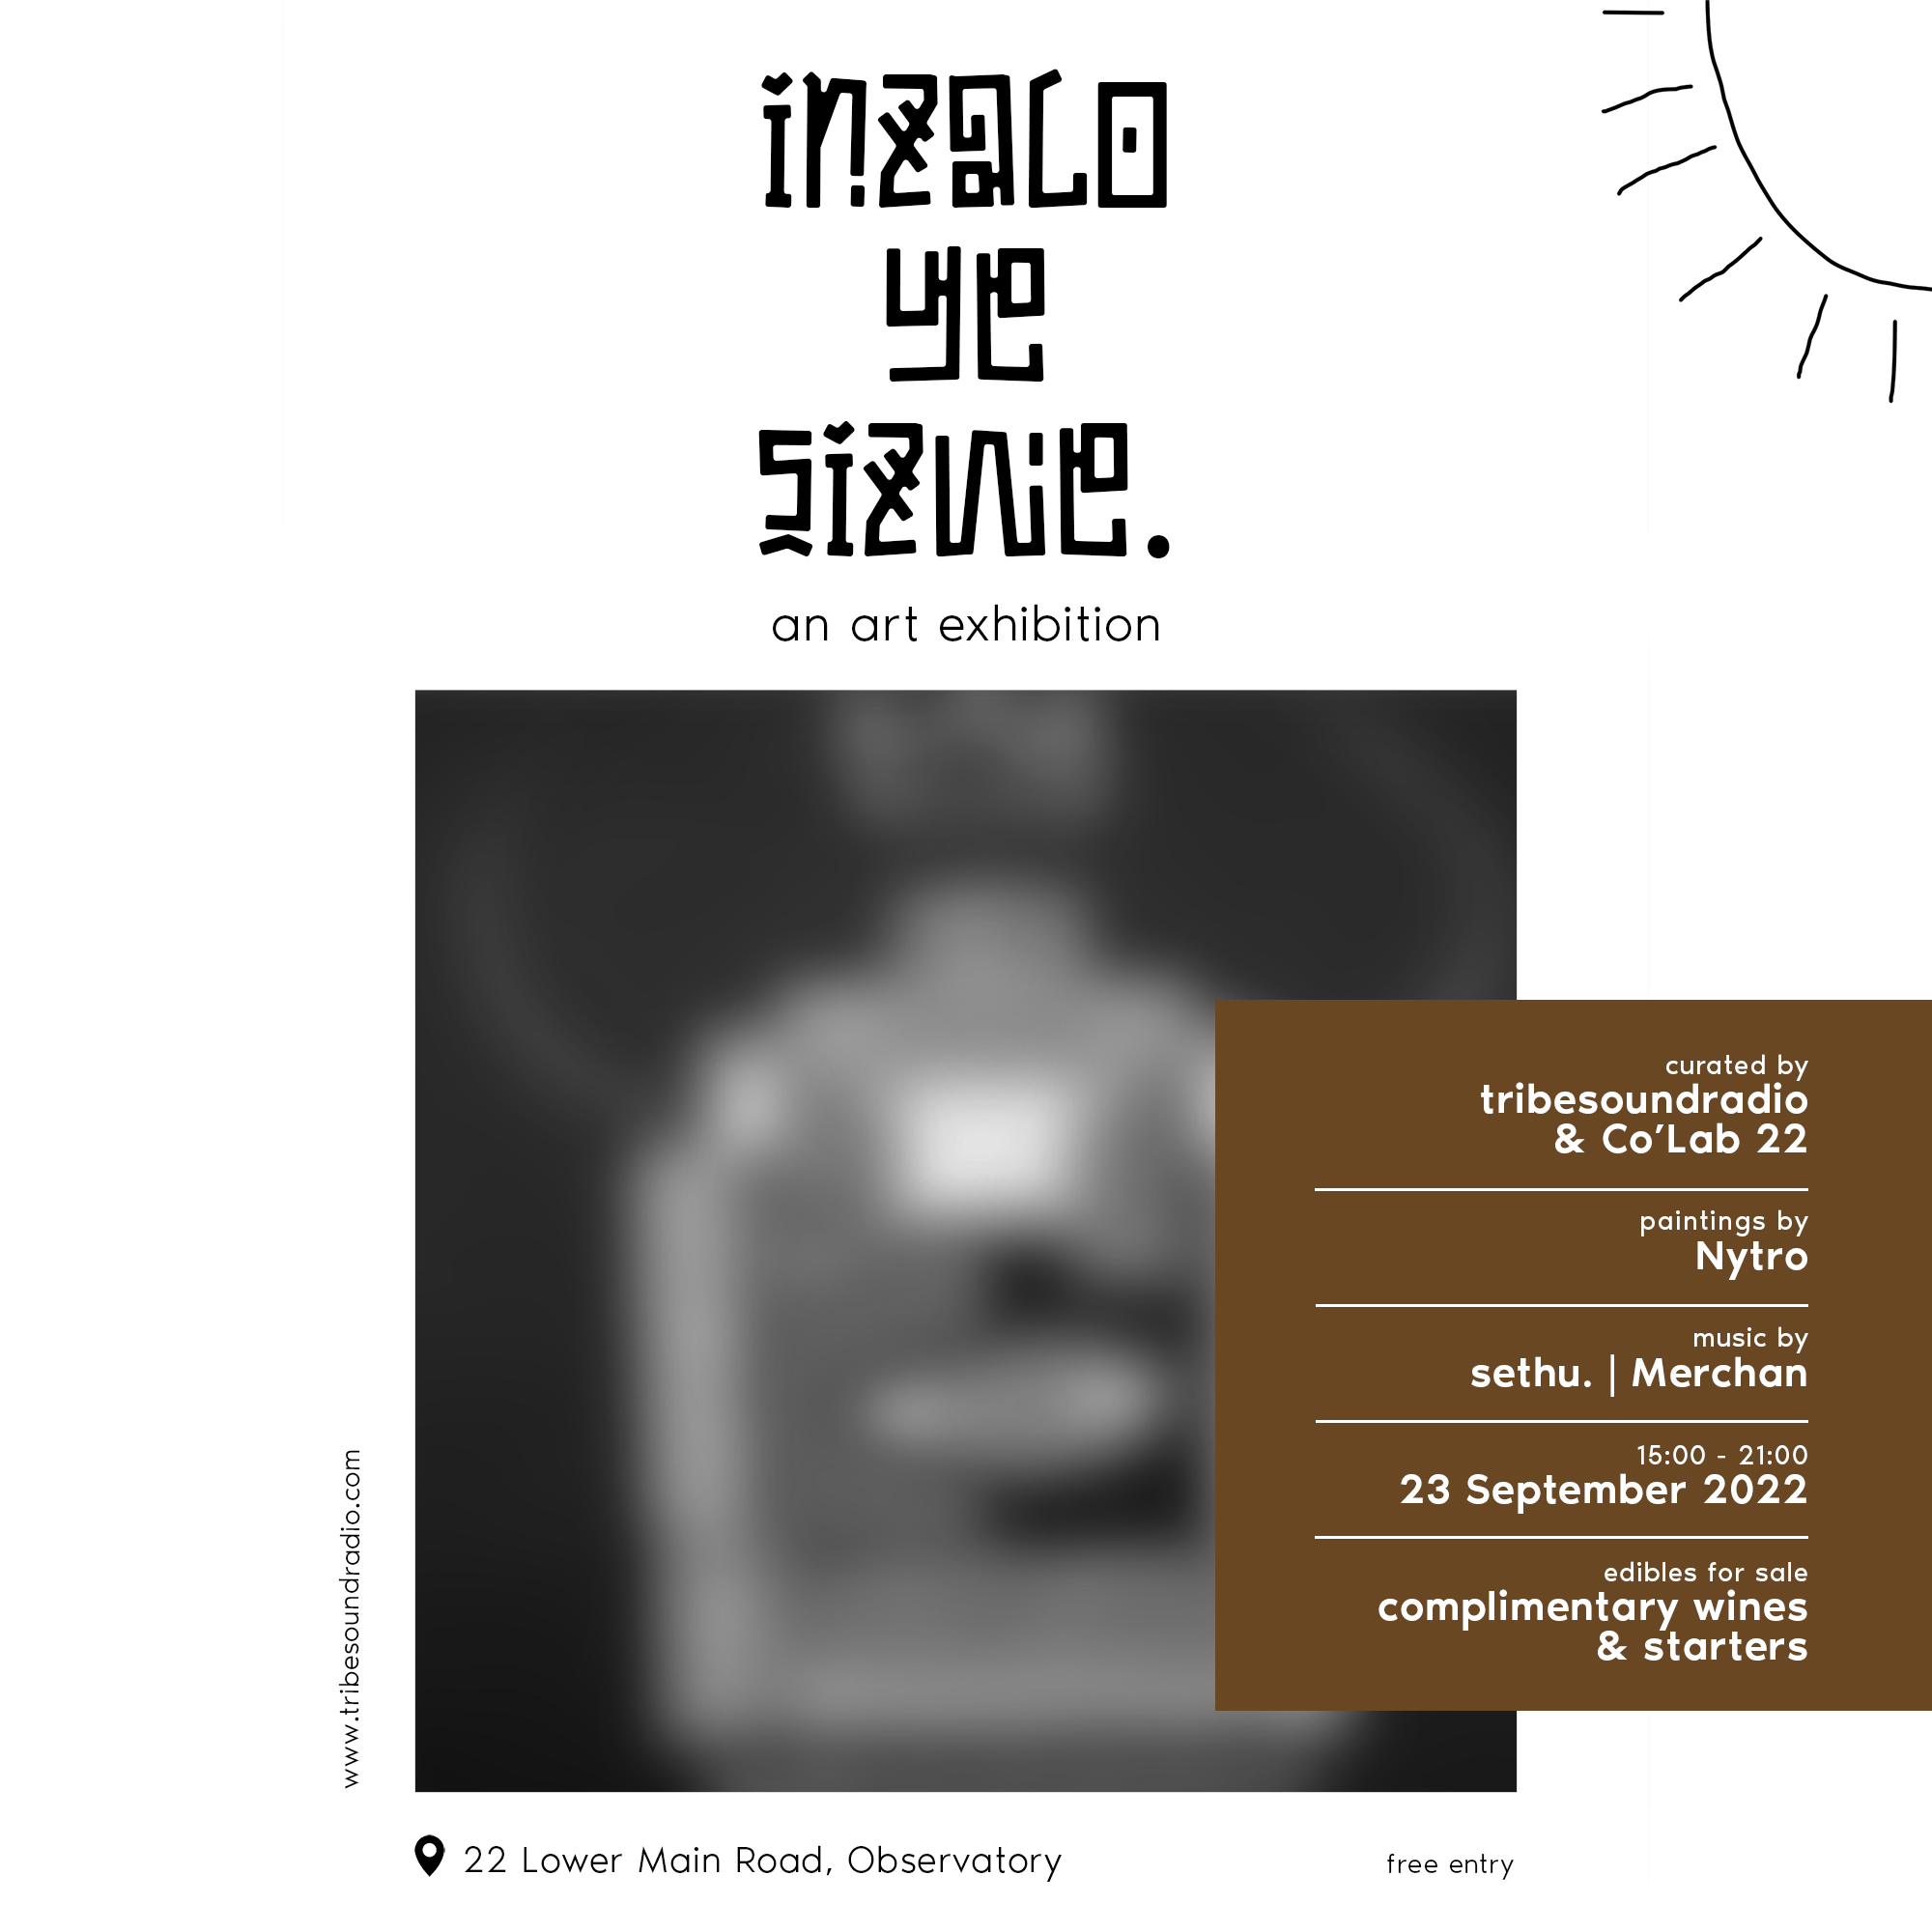 inzalo
ye
sizwe.
an art exhibition
curated by
tribesoundradio
& Co'Lab 22
paintings by
Nytro
music by
sethu. | Merchan
15:00 - 21:00
23 September 2022
edibles for sale
complimentary wines
& starters
www.tribesoundradio.com
22 Lower Main Road, Observatory
free entry